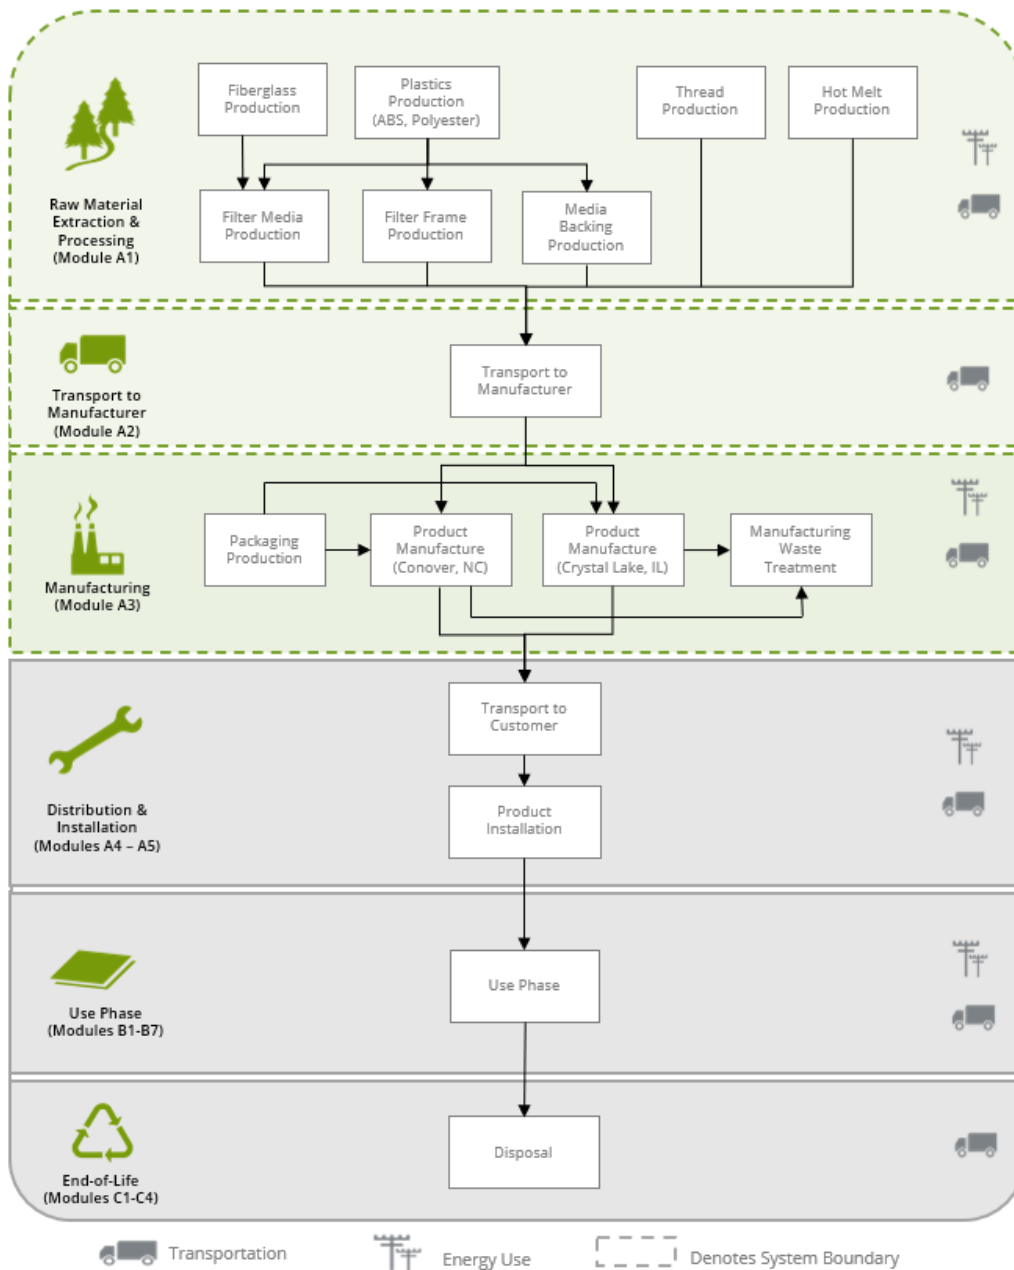 Fiberglass
Production
Plastics
Production
(ABS, Polyester)
Thread
Production
Hot Melt
Production
Raw Material
Extraction &
Processing
(Module A1)
Filter Media
Production
Filter Frame
Production
Media
Backing
Production
Transport to
Manufacturer
(Module A2)
Transport to
Manufacturer
Manufacturing
(Module A3)
Packaging
Production
Product
Manufacture
(Conover, NC)
Product
Manufacture
(Crystal Lake, IL)
Manufacturing
Waste
Treatment
Distribution &
Installation
(Modules A4 – A5)
Transport to
Customer
Product
Installation
Use Phase
(Modules B1-B7)
Use Phase
End-of-Life
(Modules C1-C4)
Disposal
Transportation
Energy Use
Denotes System Boundary